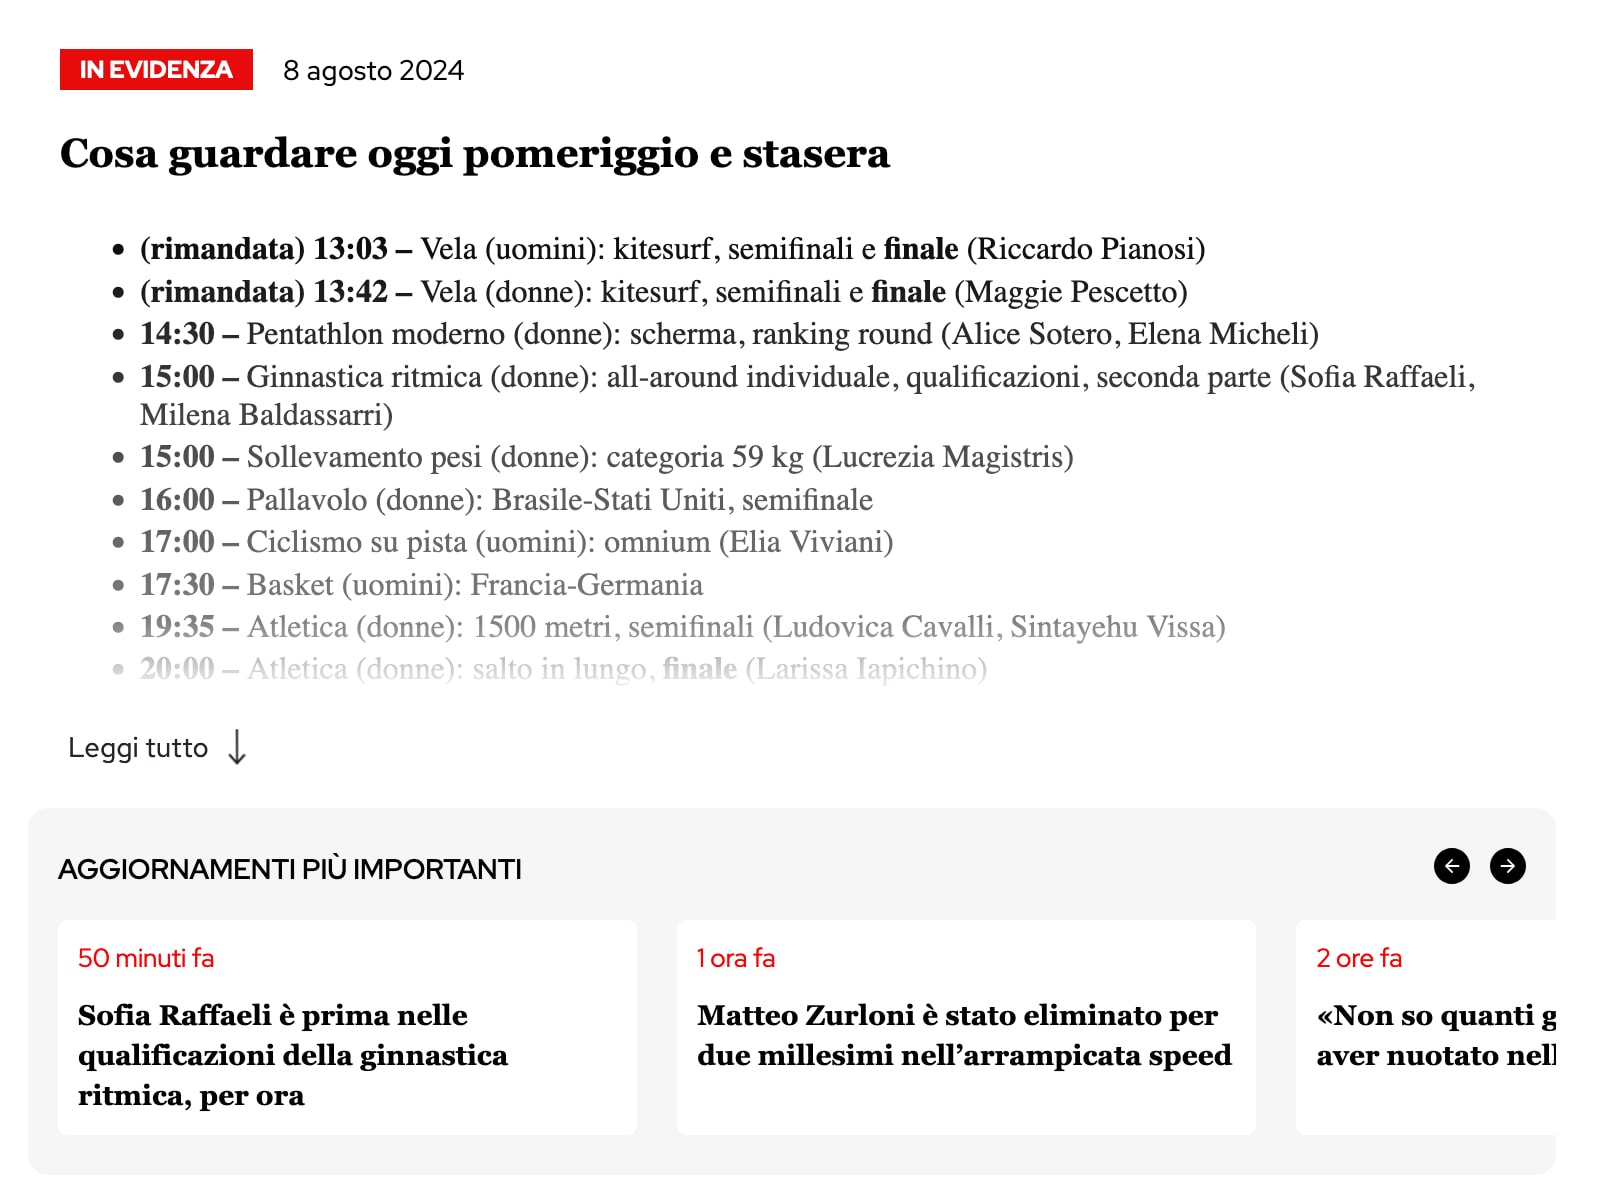 IN EVIDENZA 8 agosto 2024
Cosa guardare oggi pomeriggio e stasera
• (rimandata) 13:03 – Vela (uomini): kitesurf, semifinali e finale (Riccardo Pianosi)
• (rimandata) 13:42 – Vela (donne): kitesurf, semifinali e finale (Maggie Pescetto)
• 14:30 – Pentathlon moderno (donne): scherma, ranking round (Alice Sotero, Elena Micheli)
• 15:00 – Ginnastica ritmica (donne): all-around individuale, qualificazioni, seconda parte (Sofia Raffaeli,
Milena Baldassarri)
• 15:00 – Sollevamento pesi (donne): categoria 59 kg (Lucrezia Magistris)
• 16:00 – Pallavolo (donne): Brasile-Stati Uniti, semifinale
• 17:00 – Ciclismo su pista (uomini): omnium (Elia Viviani)
• 17:30 – Basket (uomini): Francia-Germania
• 19:35 – Atletica (donne): 1500 metri, semifinali (Ludovica Cavalli, Sintayehu Vissa)
• 20:00 – Atletica (donne): salto in lungo, finale (Larissa Iapichino)
Leggi tutto ↓
AGGIORNAMENTI PIÙ IMPORTANTI
50 minuti fa
Sofia Raffaeli è prima nelle
qualificazioni della ginnastica
ritmica, per ora
1 ora fa
Matteo Zurloni è stato eliminato per
due millesimi nell’arrampicata speed
2 ore fa
«Non so quanti g
aver nuotato nell